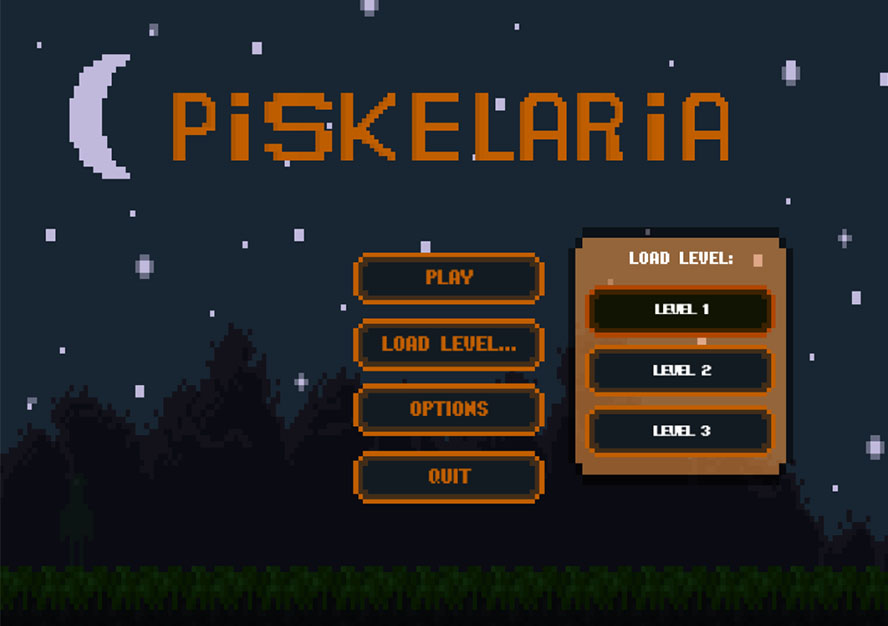 PiSKELARiA
PLAY
LOAD LEVEL...
OPTIONS
QUIT
LOAD LEVEL:
LEVEL 1
LEVEL 2
LEVEL 3